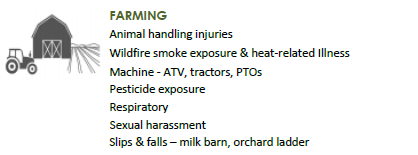 FARMING
Animal handling injuries
Wildfire smoke exposure & heat-related Illness
Machine - ATV, tractors, PTOs
Pesticide exposure
Respiratory
Sexual harassment
Slips & falls – milk barn, orchard ladder